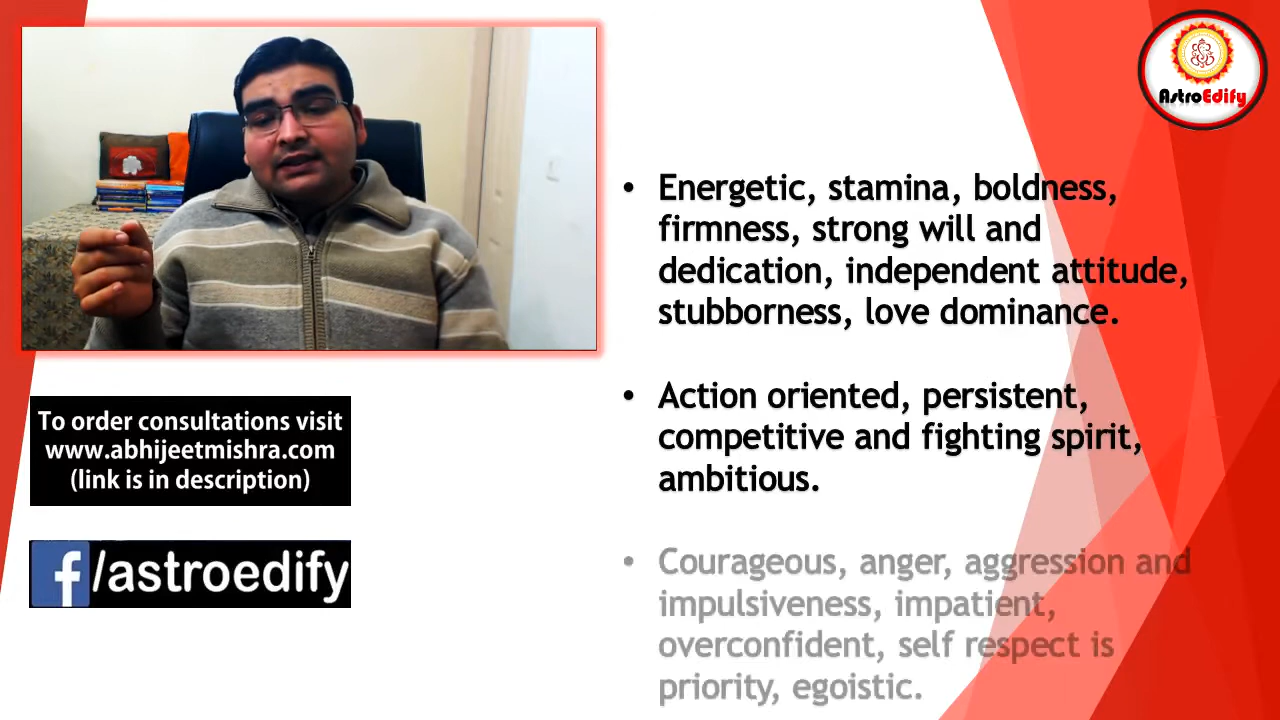 AstroEdify
• Energetic, stamina, boldness,
firmness, strong will and
dedication, independent attitude,
stubborness, love dominance.
• Action oriented, persistent,
competitive and fighting spirit,
ambitious.
• Courageous, anger, aggression and
impulsiveness, impatient,
overconfident, self respect is
priority, egoistic.
To order consultations visit
www.abhijeetmishra.com
(link is in description)
f/astroedify